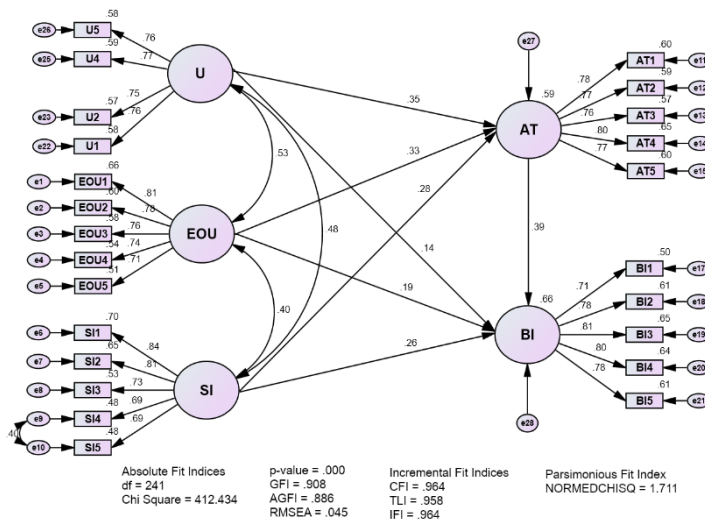 .58
e26 U5
.59
.76
e25 U4
U
.57
.75
e23 U2
.76
.58
e22 U1
.66
e1 EOU1
.81
.60
e2 EOU2
.78
.58
e3 EOU3
.76
EOU
.54
e4 EOU4
.74
.51
.71
e5 EOU5
.70
e6 SI1
.84
.65
e7 SI2
.81
.53
e8 SI3
.73
SI
.48
e9 SI4
.69
.40
.48
.69
e10 SI5
.53
.48
.40
.35
.33
.28
.14
.19
.26
.39
e27
.59
AT
.60
.78
AT1 e11
.59
.77
AT2 e12
.57
.76
AT3 e13
.65
.80
AT4 e14
.60
.77
AT5 e15
.66
BI
e28
.50
.71
BI1 e17
.61
.78
BI2 e18
.65
.81
BI3 e19
.64
.80
BI4 e20
.61
.78
BI5 e21
Absolute Fit Indices
df = 241
Chi Square = 412.434
p-value = .000
GFI = .908
AGFI = .886
RMSEA = .045
Incremental Fit Indices
CFI = .964
TLI = .958
IFI = .964
Parsimonious Fit Index
NORMEDCHISQ = 1.711